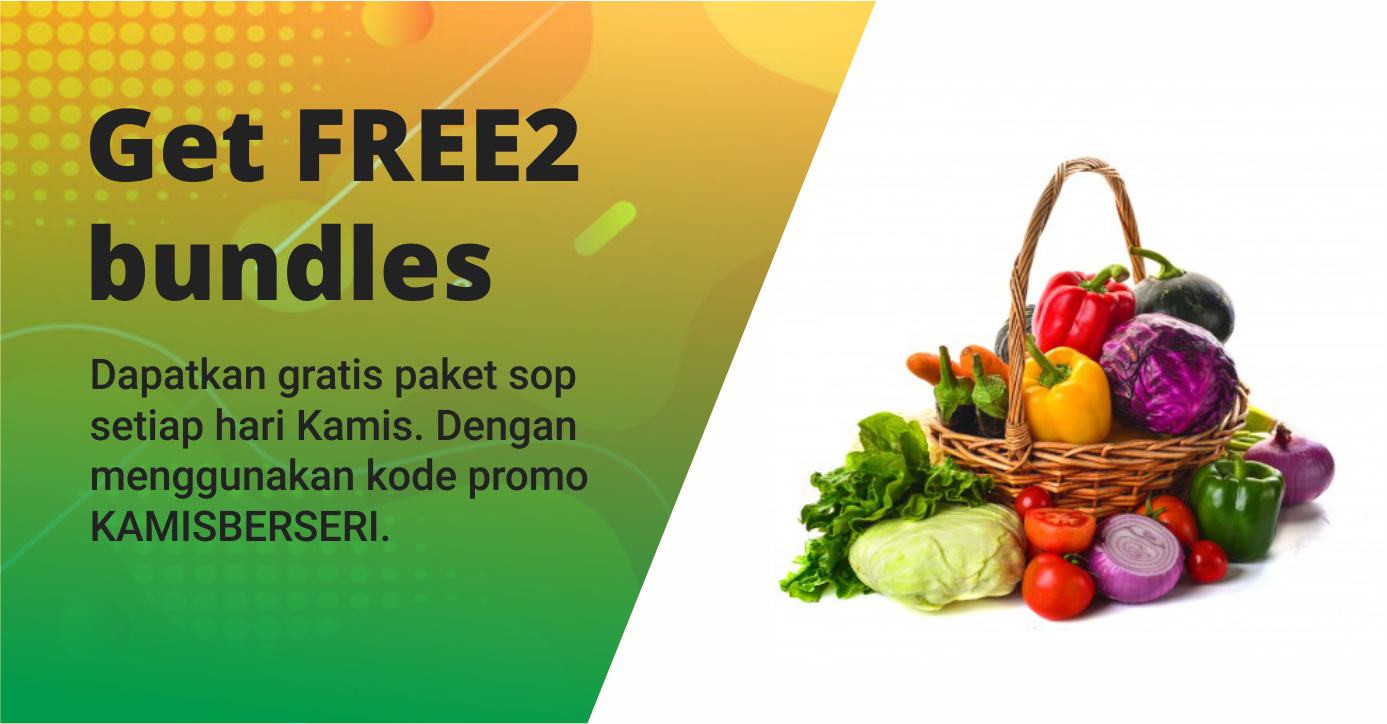 Get FREE2
bundles
Dapatkan gratis paket sop
setiap hari Kamis. Dengan
menggunakan kode promo
KAMISBERSERI.